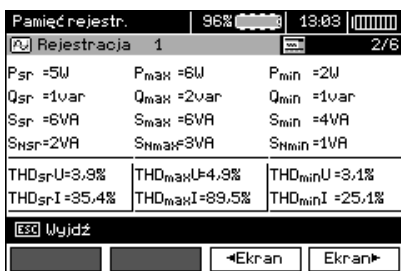 Pamięć rejestr. 96% 13:03
Rejestracja 1 2/6
Psr =5W Pmax =6W Pmin =2W
Qsr =1var Qmax =2var Qmin =1var
Ssr =6VA Smax =6VA Smin =4VA
SNsr=2VA SNmax=3VA SNmin =1VA
THDsrU=3,9% THDmaxU=4,9% THDminU =3,1%
THDsrI =35,4% THDmaxI=89,5% THDminI =25,1%
ESC Wyjdź
◄Ekran Ekran►